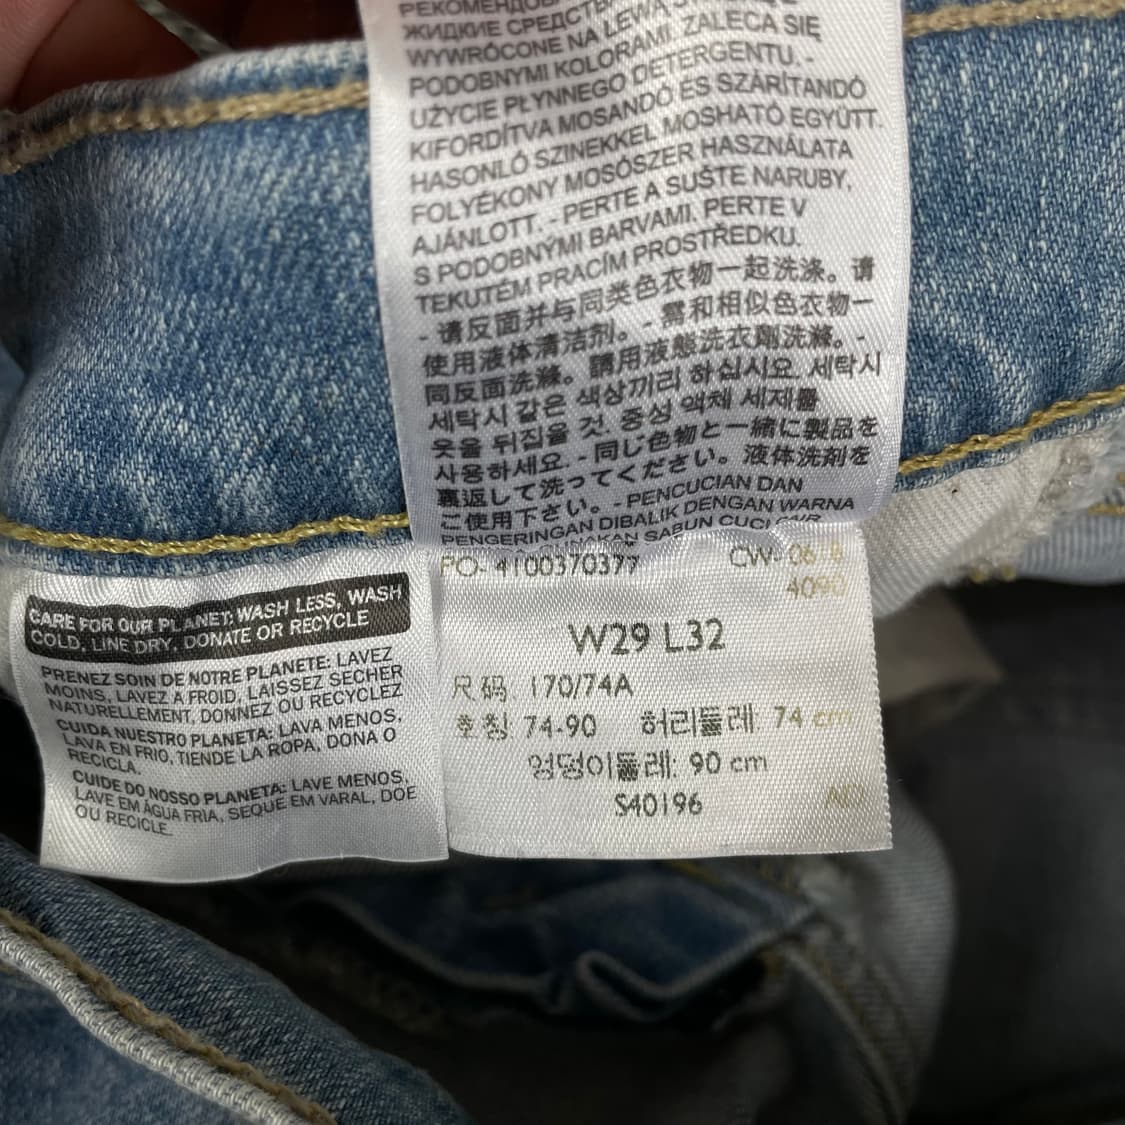 РЕКОМЕНДОВА
ЖИДКИЕ СРЕДСТВ
WYWRÓCONE NA LEWĄ
PODOBNYMI KOLORAMI. ZALECA SIĘ
UŻYCIE PŁYNNEGO DETERGENTU. -
KIFORDÍTVA MOSANDÓ ÉS SZÁRÍTANDÓ
HASONLÓ SZINEKKEL MOSHATÓ EGYÜTT.
FOLYÉKONY MOSÓSZER HASZNÁLATA
AJÁNLOTT. - PERTE A SUŠTE NARUBY,
S PODOBNÝMI BARVAMI. PERTE V
TEKUTÉM PRACÍM PROSTŘEDKU.
- 请反面并与同类色衣物一起洗涤。请
使用液体清洁剂。- 需和相似色衣物一
同反面洗滌。請用液態洗衣劑洗滌。-
세탁시 같은 색상끼리 하십시요. 세탁시
옷을 뒤집을 것. 중성 액체 세제를
사용하세요. - 同じ色物と一緒に製品を
裏返して洗ってください。液体洗剤を
ご使用下さい。- PENCUCIAN DAN
PENGERINGAN DIBALIK DENGAN WARNA
SABUN CUCI
CARE FOR OUR PLANET: WASH LESS, WASH
COLD, LINE DRY, DONATE OR RECYCLE
PRENEZ SOIN DE NOTRE PLANETE: LAVEZ
MOINS, LAVEZ A FROID, LAISSEZ SECHER
NATURELLEMENT, DONNEZ OU RECYCLEZ
CUIDA NUESTRO PLANETA: LAVA MENOS,
LAVA EN FRIO, TIENDE LA ROPA, DONA O
RECICLA.
CUIDE DO NOSSO PLANETA: LAVE MENOS,
LAVE EM ÁGUA FRIA, SEQUE EM VARAL, DOE
OU RECICLE.
PO- 4100370377 CW- 06
4090
W29 L32
尺码 170/74A
호칭 74-90 허리둘레: 74 cm
엉덩이둘레: 90 cm
S40196